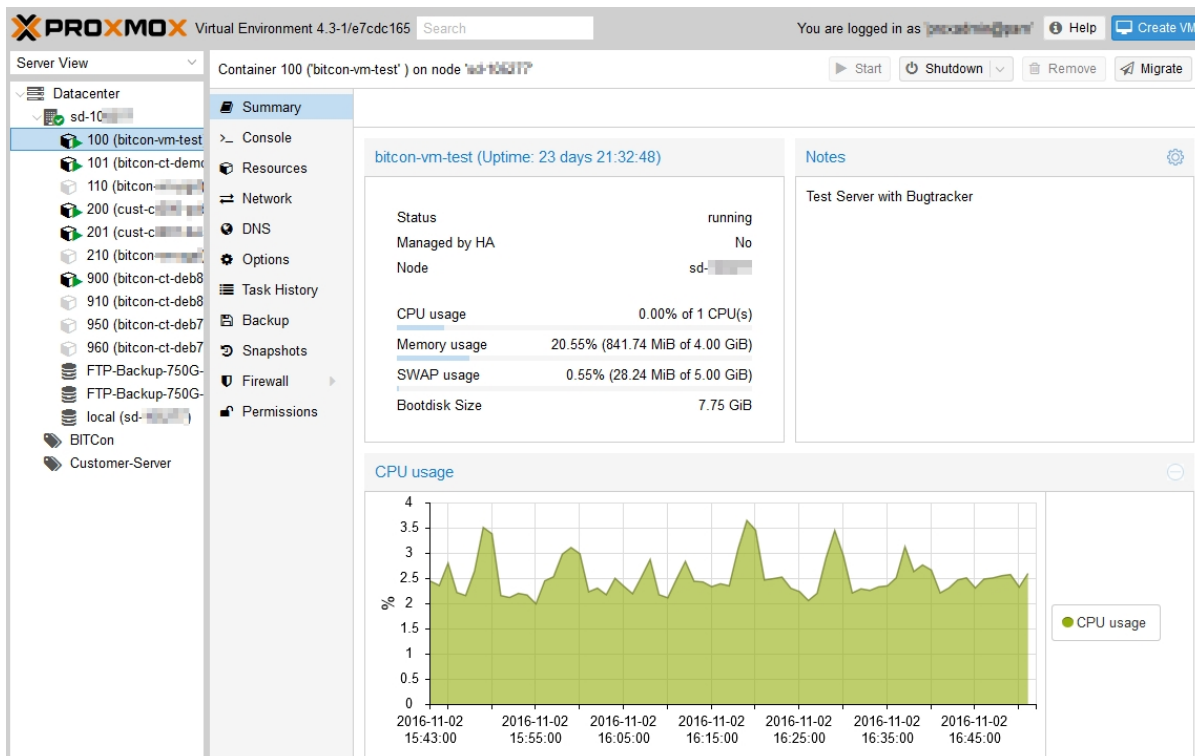 PROXMOX Virtual Environment 4.3-1/e7cdc165 Search You are logged in as Help Create VM
Server View
Container 100 ('bitcon-vm-test' ) on node Start Shutdown Remove Migrate
Datacenter
sd-10
100 (bitcon-vm-test
101 (bitcon-ct-demo
110 (bitcon-
200 (cust-c
201 (cust-c
210 (bitcon-
900 (bitcon-ct-deb8
910 (bitcon-ct-deb8
950 (bitcon-ct-deb7
960 (bitcon-ct-deb7
FTP-Backup-750G-
FTP-Backup-750G-
local (sd- )
BITCon
Customer-Server
Summary
Console
Resources
Network
DNS
Options
Task History
Backup
Snapshots
Firewall
Permissions
bitcon-vm-test (Uptime: 23 days 21:32:48)
Status running
Managed by HA No
Node sd-
CPU usage 0.00% of 1 CPU(s)
Memory usage 20.55% (841.74 MiB of 4.00 GiB)
SWAP usage 0.55% (28.24 MiB of 5.00 GiB)
Bootdisk Size 7.75 GiB
Notes
Test Server with Bugtracker
CPU usage
4
3.5
3
2.5
2
1.5
1
0.5
0
%
2016-11-02 2016-11-02 2016-11-02 2016-11-02 2016-11-02 2016-11-02 2016-11-02
15:43:00 15:55:00 16:05:00 16:15:00 16:25:00 16:35:00 16:45:00
CPU usage